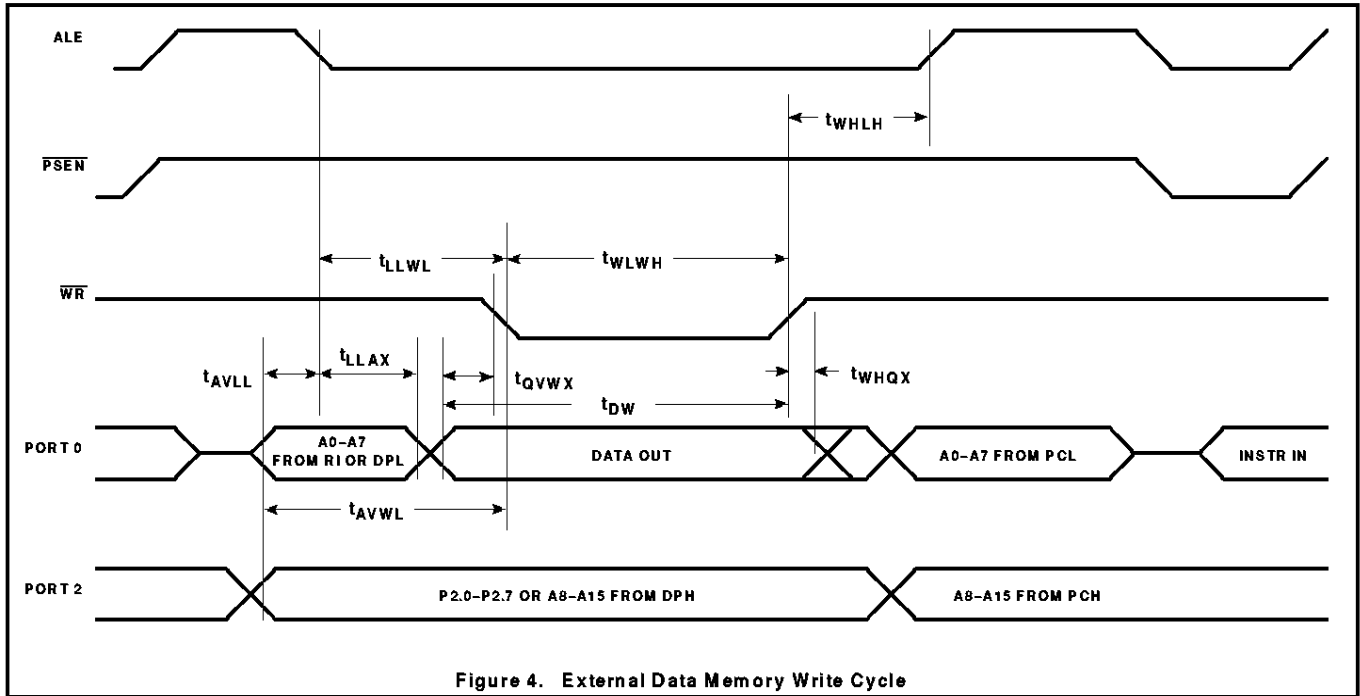 ALE
tWHLH
PSEN
tLLWL
tWLWH
WR
tLLAX
tAVLL
tQVWX
tWHQX
tDW
PORT 0
A0–A7
FROM RI OR DPL
DATA OUT
A0–A7 FROM PCL
INSTR IN
tAVWL
PORT 2
P2.0–P2.7 OR A8–A15 FROM DPH
A8–A15 FROM PCH
Figure 4. External Data Memory Write Cycle